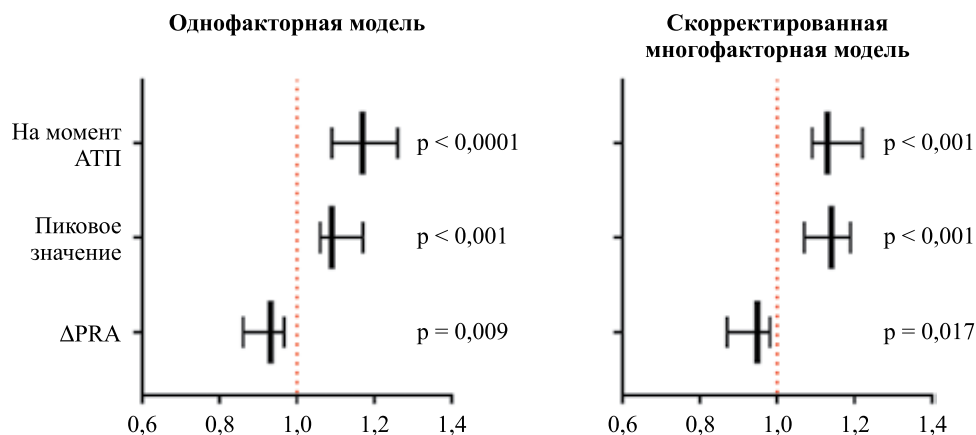 Однофакторная модель
Скорректированная
многофакторная модель
На момент
АТП
p < 0,0001
p < 0,001
Пиковое
значение
p < 0,001
p < 0,001
ΔPRA
p = 0,009
p = 0,017
0,6 0,8 1,0 1,2 1,4
0,6 0,8 1,0 1,2 1,4